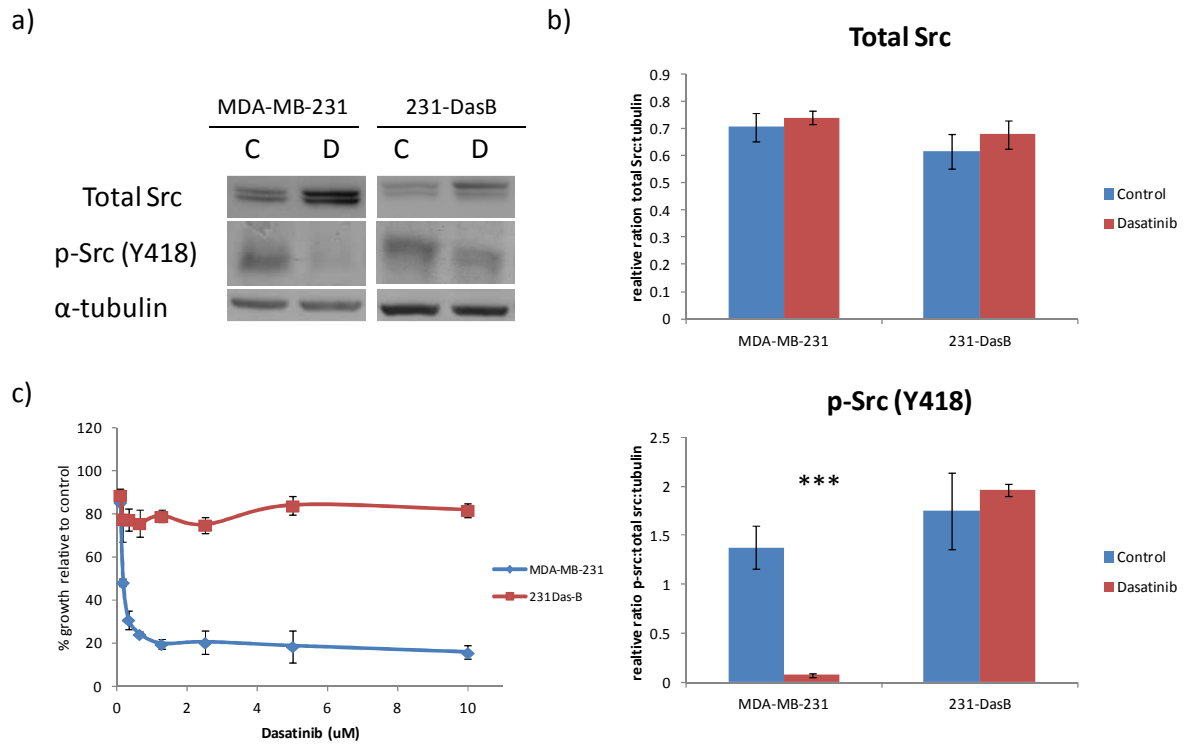 a)
MDA-MB-231 231-DasB
C D C D
Total Src
p-Src (Y418)
α-tubulin
b)
Total Src
realtive ration total Src:tubulin
0.9
0.8
0.7
0.6
0.5
0.4
0.3
0.2
0.1
0
MDA-MB-231 231-DasB
Control
Dasatinib
p-Src (Y418)
realtive ratio p-src:total src:tubulin
2.5
2
1.5
1
0.5
0
***
MDA-MB-231 231-DasB
Control
Dasatinib
c)
% growth relative to control
120
100
80
60
40
20
0
0 2 4 6 8 10
Dasatinib (uM)
MDA-MB-231
231Das-B